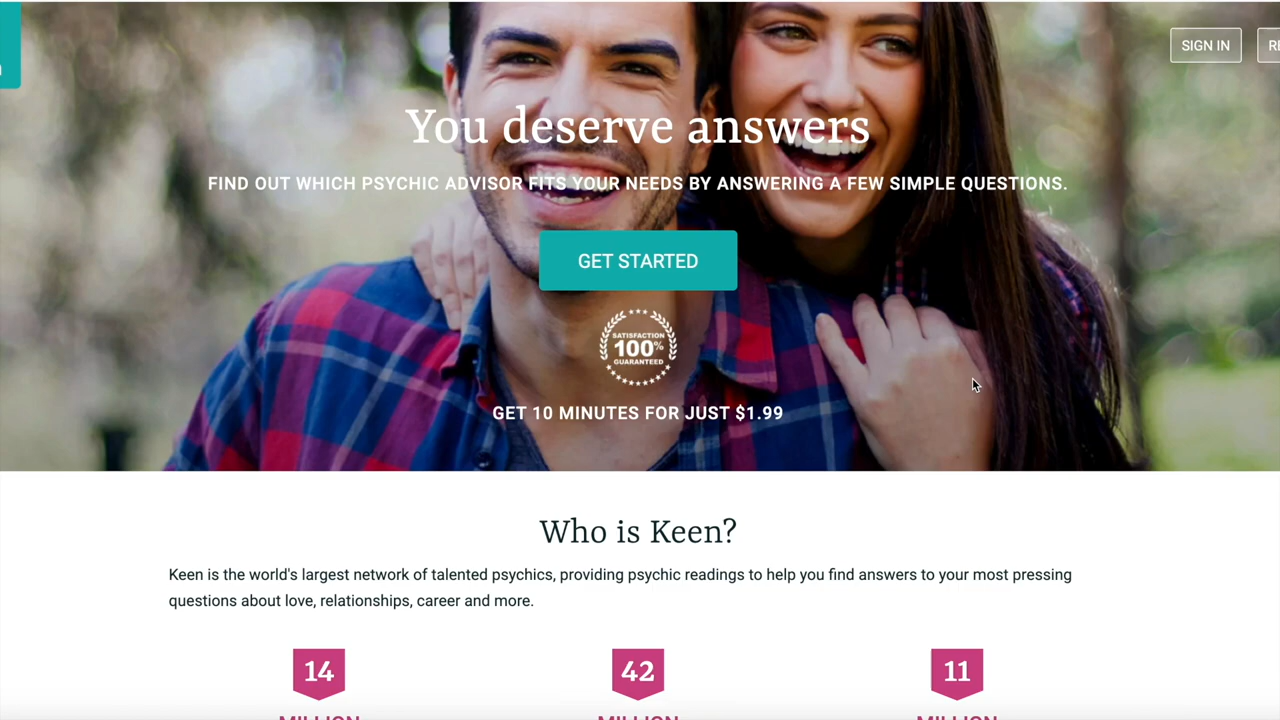 SIGN IN
You deserve answers
FIND OUT WHICH PSYCHIC ADVISOR FITS YOUR NEEDS BY ANSWERING A FEW SIMPLE QUESTIONS.
GET STARTED
SATISFACTION
100%
GUARANTEED
GET 10 MINUTES FOR JUST $1.99
Who is Keen?
Keen is the world's largest network of talented psychics, providing psychic readings to help you find answers to your most pressing
questions about love, relationships, career and more.
14 42 11
MILLION MILLION MILLION